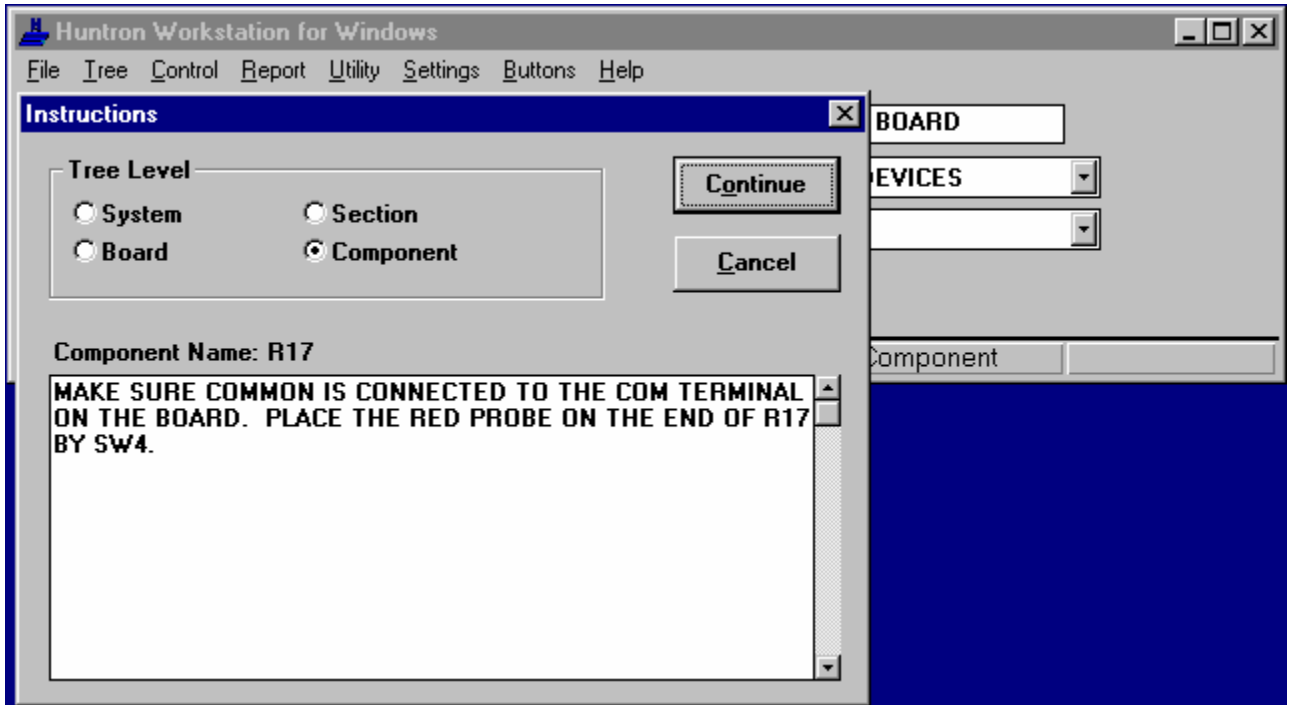 Huntron Workstation for Windows
File Tree Control Report Utility Settings Buttons Help
Instructions
BOARD
Tree Level
Continue
EVICES
System Section
Board Component
Cancel
Component Name: R17
Component
MAKE SURE COMMON IS CONNECTED TO THE COM TERMINAL
ON THE BOARD. PLACE THE RED PROBE ON THE END OF R17
BY SW4.